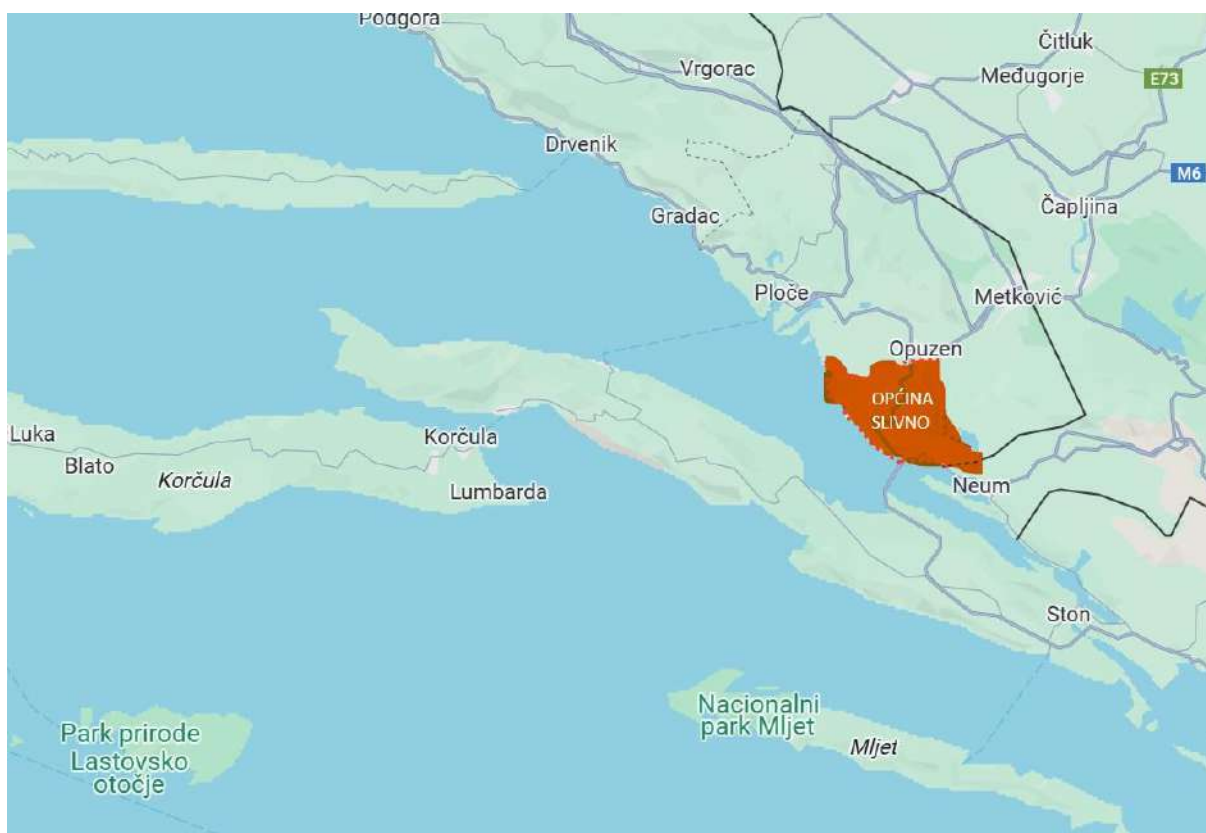 Podgora
Čitluk
Vrgorac
Međugorje
E73
Drvenik
M6
Gradac
Čapljina
Ploče
Metković
Opuzen
OPĆINA
SLIVNO
Luka
Korčula
Blato
Korčula
Lumbarda
Neum
Ston
Nacionalni
park Mljet
Park prirode
Lastovsko
otočje
Mljet